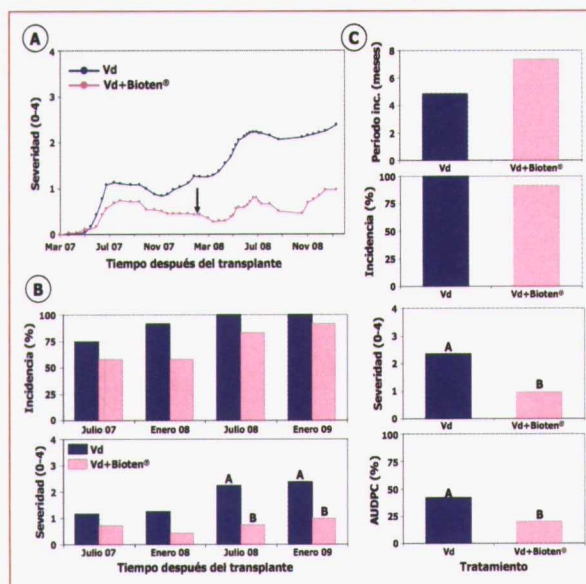 A
Vd
Vd+Bioten®
Severidad (0-4)
4
3
2
1
0
Mar 07
Jul 07
Nov 07
Mar 08
Jul 08
Nov 08
Tiempo después del transplante
B
Incidencia (%)
100
75
50
25
0
Julio 07
Enero 08
Julio 08
Enero 09
Vd
Vd+Bioten®
Severidad (0-4)
4
3
2
1
0
A
B
A
B
Julio 07
Enero 08
Julio 08
Enero 09
Tiempo después del transplante
C
Período inc. (meses)
8
6
4
2
0
Vd
Vd+Bioten®
Incidencia (%)
100
75
50
25
0
Vd
Vd+Bioten®
Severidad (0-4)
4
3
2
1
0
A
B
Vd
Vd+Bioten®
AUDPC (%)
100
75
50
25
0
A
B
Vd
Vd+Bioten®
Tratamiento